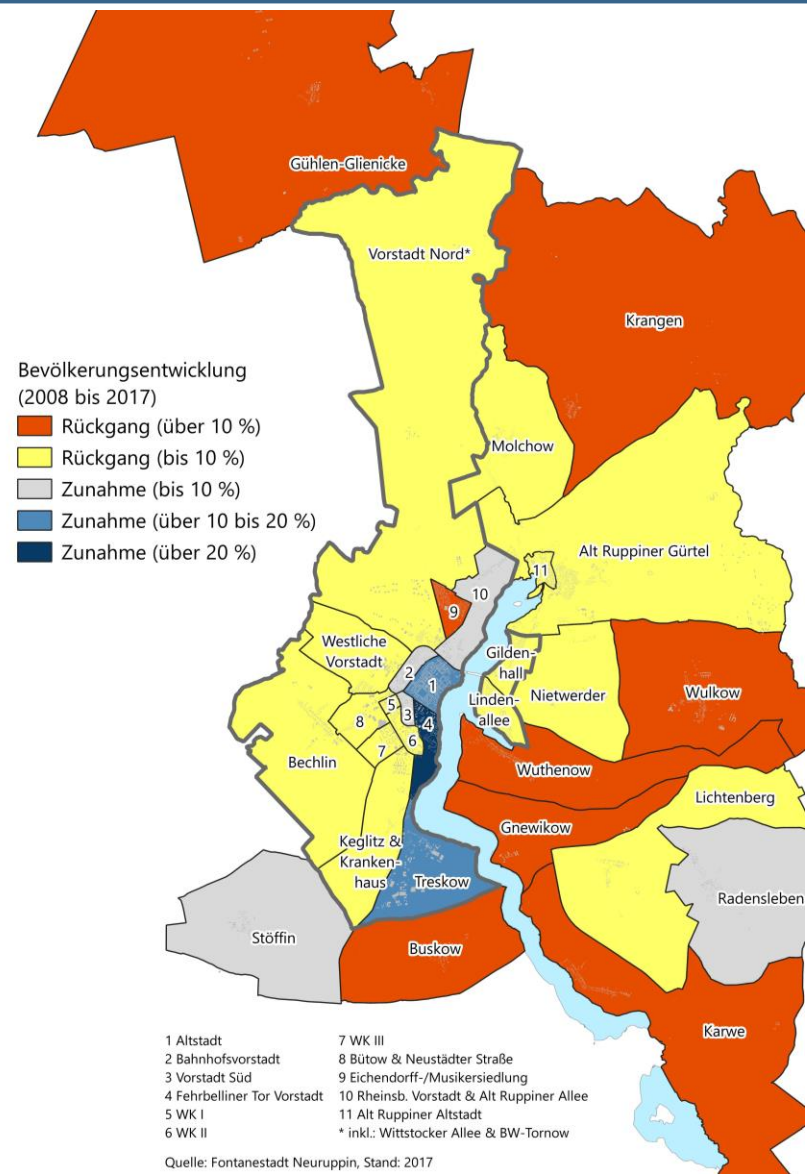 Gühlen-Glienicke
Vorstadt Nord*
Krangen
Bevölkerungsentwicklung
(2008 bis 2017)
Rückgang (über 10 %)
Rückgang (bis 10 %)
Zunahme (bis 10 %)
Zunahme (über 10 bis 20 %)
Zunahme (über 20 %)
Molchow
Alt Ruppiner Gürtel
11
10
9
Westliche
Vorstadt
Gilden-
hall
2
1
Linden-
allee
Nietwerder
Wulkow
5
3
4
8
6
7
Bechlin
Wuthenow
Lichtenberg
Gnewikow
Keglitz &
Kranken-
haus
Treskow
Radensleben
Stöffin
Buskow
Karwe
1 Altstadt
2 Bahnhofsvorstadt
3 Vorstadt Süd
4 Fehrbelliner Tor Vorstadt
5 WK I
6 WK II
7 WK III
8 Bütow & Neustädter Straße
9 Eichendorff-/Musikersiedlung
10 Rheinsb. Vorstadt & Alt Ruppiner Allee
11 Alt Ruppiner Altstadt
* inkl.: Wittstocker Allee & BW-Tornow
Quelle: Fontanestadt Neuruppin, Stand: 2017